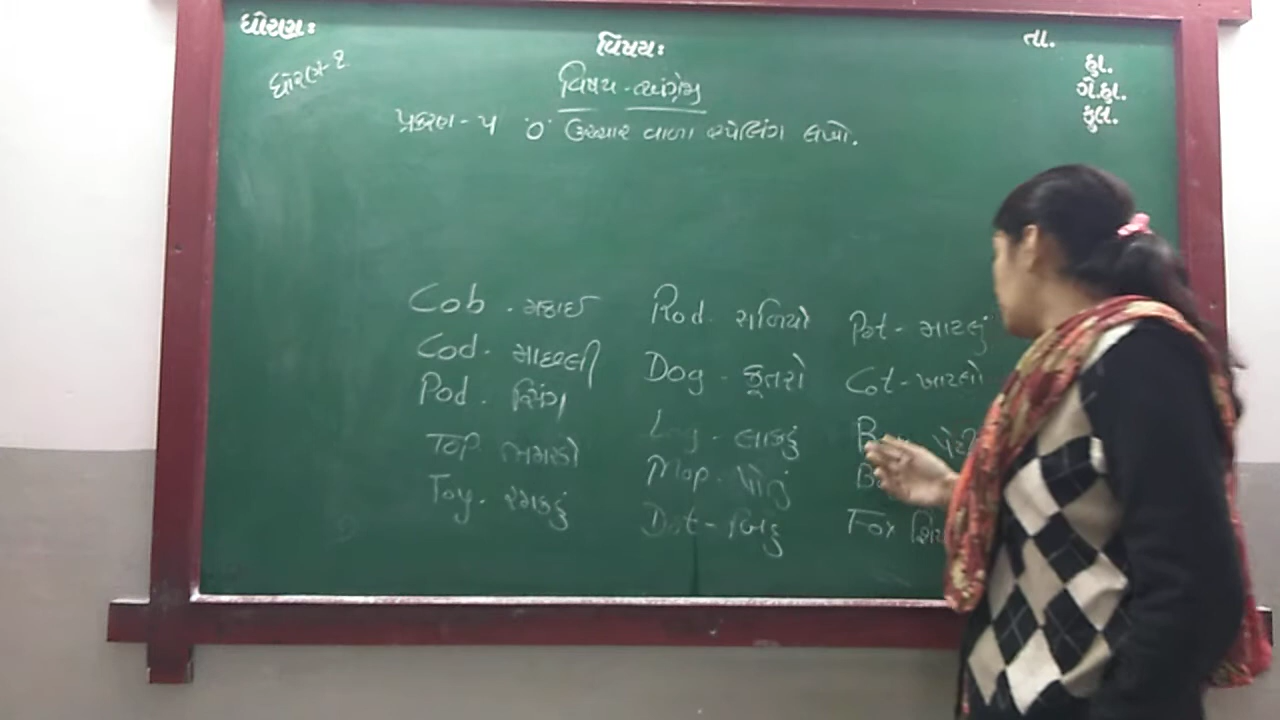 ધોરણઃ
વિષયઃ
તા.
હા.
ગે.હા.
કુલ.
ધોરણ-૨
વિષય-અંગ્રેજી
પ્રકરણ-૫ 'o' ઉચ્ચાર વાળા સ્પેલિંગ લખો.
Cob - મકાઈ
Cod - માછલી
Pod - સિંગ
Top ભમરડો
Toy - રમકડું
Rod - સળિયો
Dog - કૂતરો
Log - લાકડું
Mop - પોતું
Dot - બિંદુ
Pot - માટલું
Cot - ખાટલો
પેટી
Fox